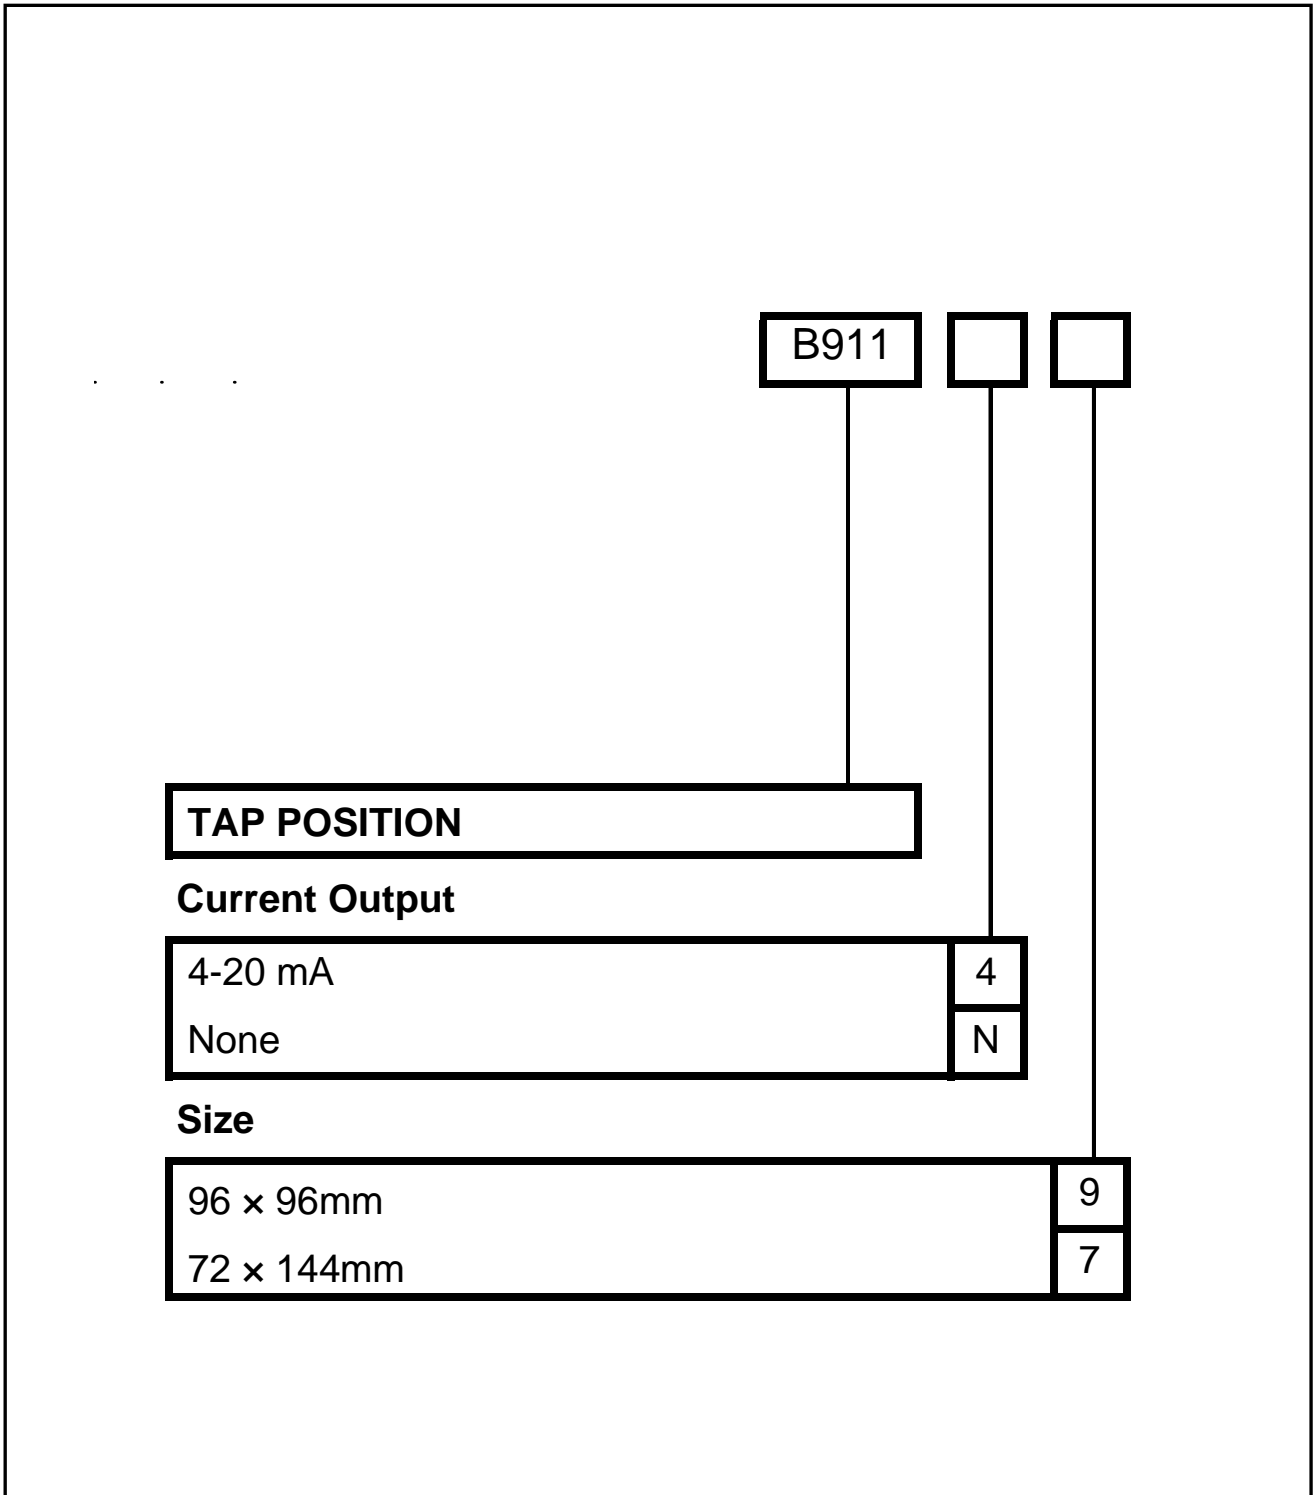 B911
TAP POSITION
Current Output
4-20 mA 4
None N
Size
96 × 96mm 9
72 × 144mm 7